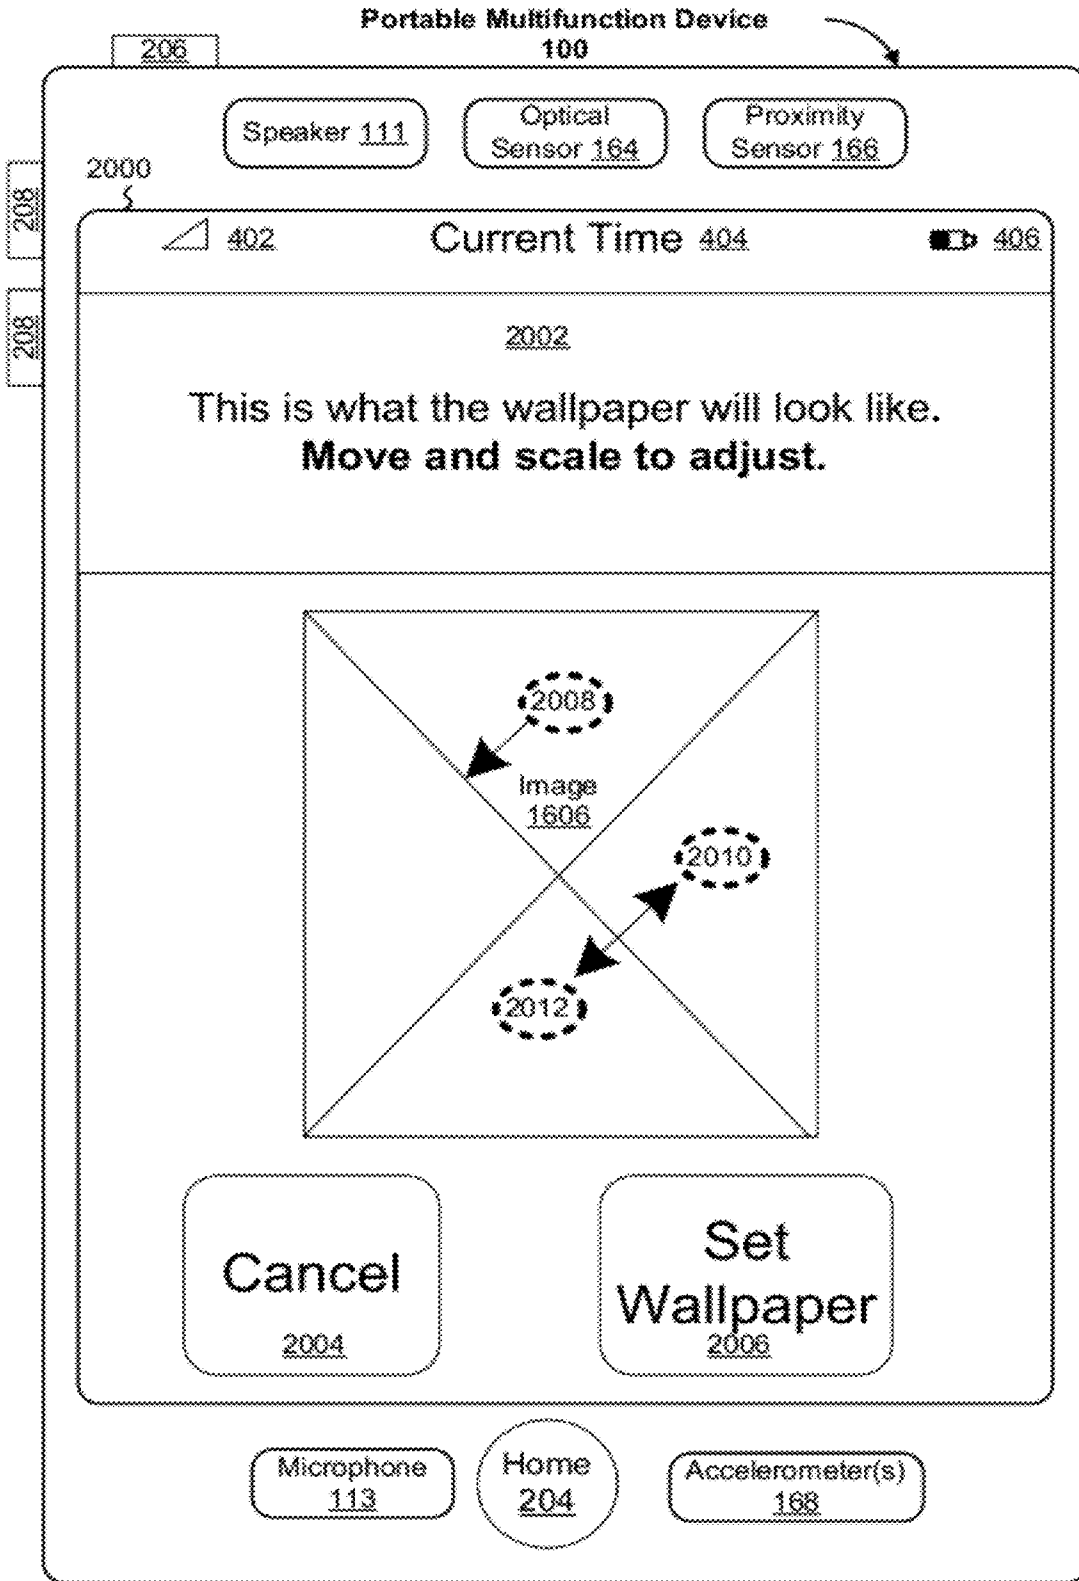 Portable Multifunction Device
100
206
Speaker 111
Optical
Sensor 164
Proximity
Sensor 166
2000
208
208
402
Current Time 404
406
2002
This is what the wallpaper will look like.
Move and scale to adjust.
2008
Image
1606
2010
2012
Cancel
2004
Set
Wallpaper
2006
Microphone
113
Home
204
Accelerometer(s)
168